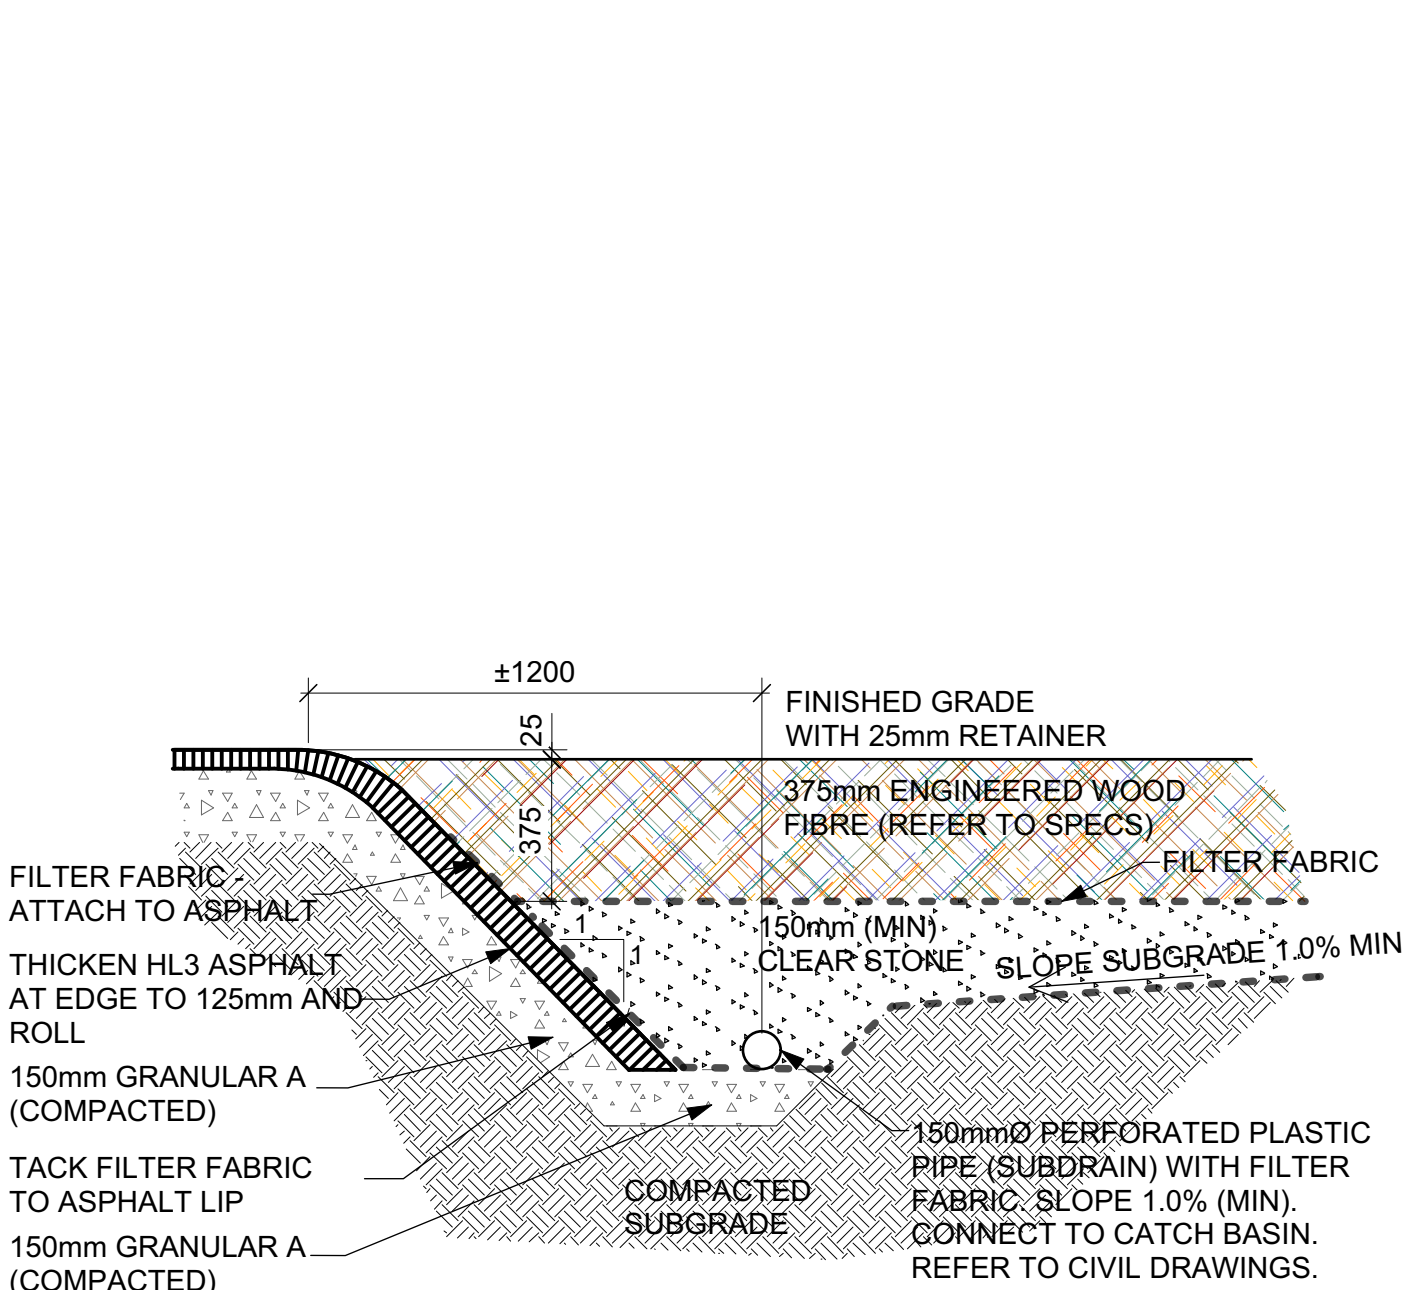 ±1200
25
FINISHED GRADE
WITH 25mm RETAINER
375
375mm ENGINEERED WOOD
FIBRE (REFER TO SPECS)
FILTER FABRIC
FILTER FABRIC -
ATTACH TO ASPHALT
150mm (MIN)
CLEAR STONE
1
1
SLOPE SUBGRADE 1.0% MIN
THICKEN HL3 ASPHALT
AT EDGE TO 125mm AND
ROLL
150mm GRANULAR A
(COMPACTED)
TACK FILTER FABRIC
TO ASPHALT LIP
150mm GRANULAR A
(COMPACTED)
COMPACTED
SUBGRADE
150mmØ PERFORATED PLASTIC
PIPE (SUBDRAIN) WITH FILTER
FABRIC. SLOPE 1.0% (MIN).
CONNECT TO CATCH BASIN.
REFER TO CIVIL DRAWINGS.